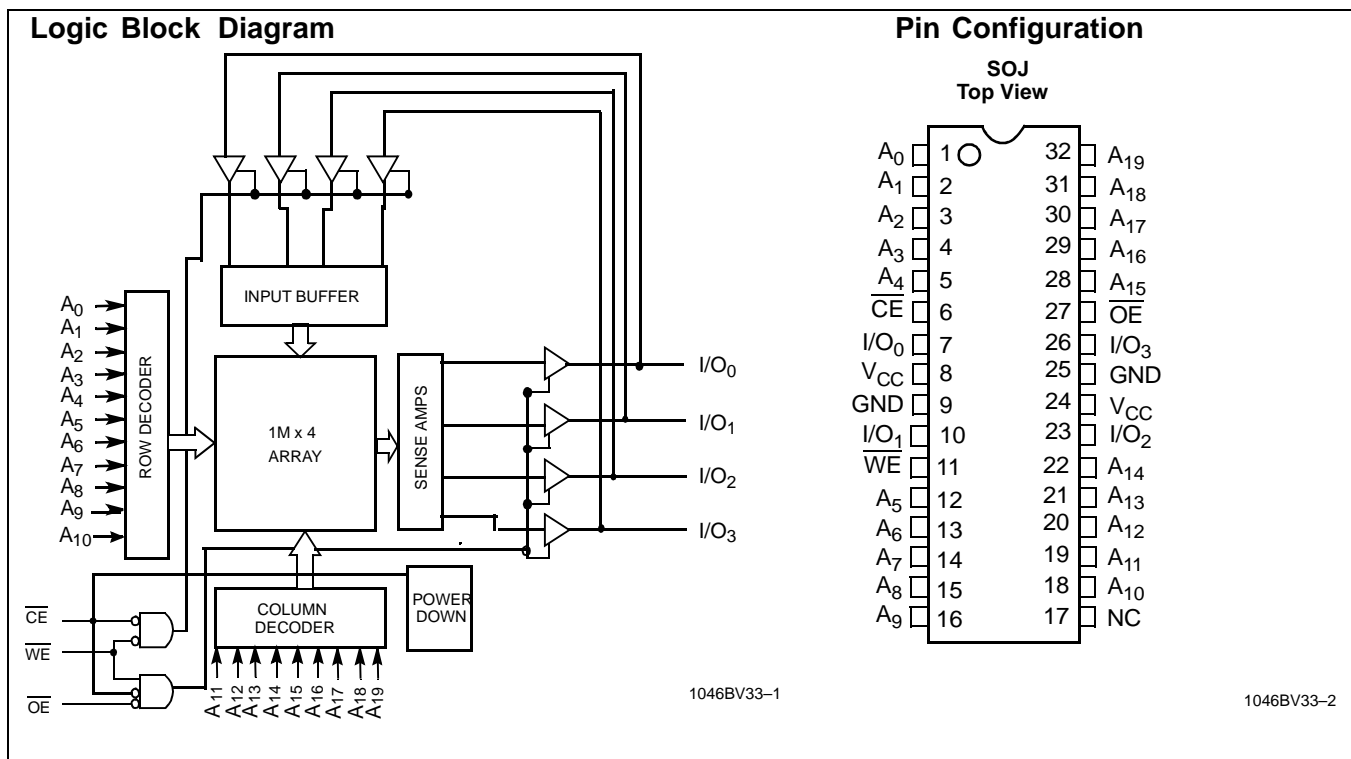 Logic Block Diagram
INPUT BUFFER
A0
A1
A2
A3
A4
A5
A6
A7
A8
A9
A10
ROW DECODER
1M x 4
ARRAY
SENSE AMPS
I/O0
I/O1
I/O2
I/O3
COLUMN
DECODER
POWER
DOWN
CE
WE
OE
A11
A12
A13
A14
A15
A16
A17
A18
A19
1046BV33–1
Pin Configuration
SOJ
Top View
A0 1 32 A19
A1 2 31 A18
A2 3 30 A17
A3 4 29 A16
A4 5 28 A15
CE 6 27 OE
I/O0 7 26 I/O3
VCC 8 25 GND
GND 9 24 VCC
I/O1 10 23 I/O2
WE 11 22 A14
A5 12 21 A13
A6 13 20 A12
A7 14 19 A11
A8 15 18 A10
A9 16 17 NC
1046BV33–2